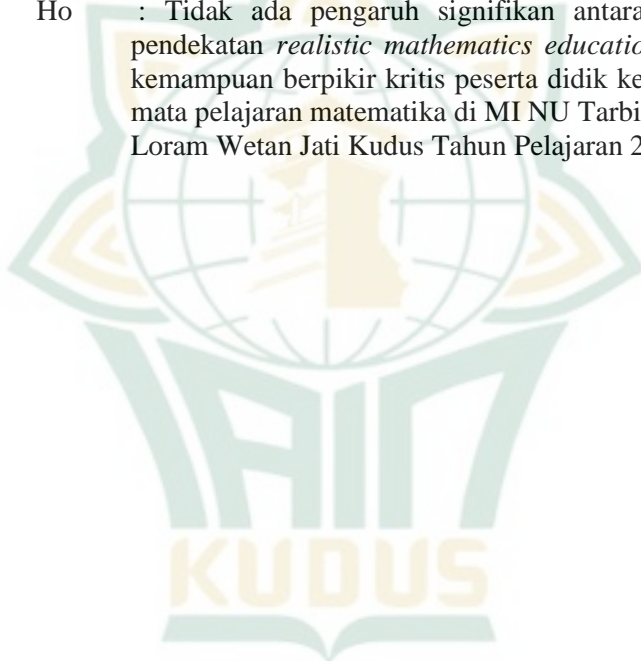 Ho : Tidak ada pengaruh signifikan antara
pendekatan realistic mathematics educatio
kemampuan berpikir kritis peserta didik ke
mata pelajaran matematika di MI NU Tarbi
Loram Wetan Jati Kudus Tahun Pelajaran 2
IAIN
KUDUS